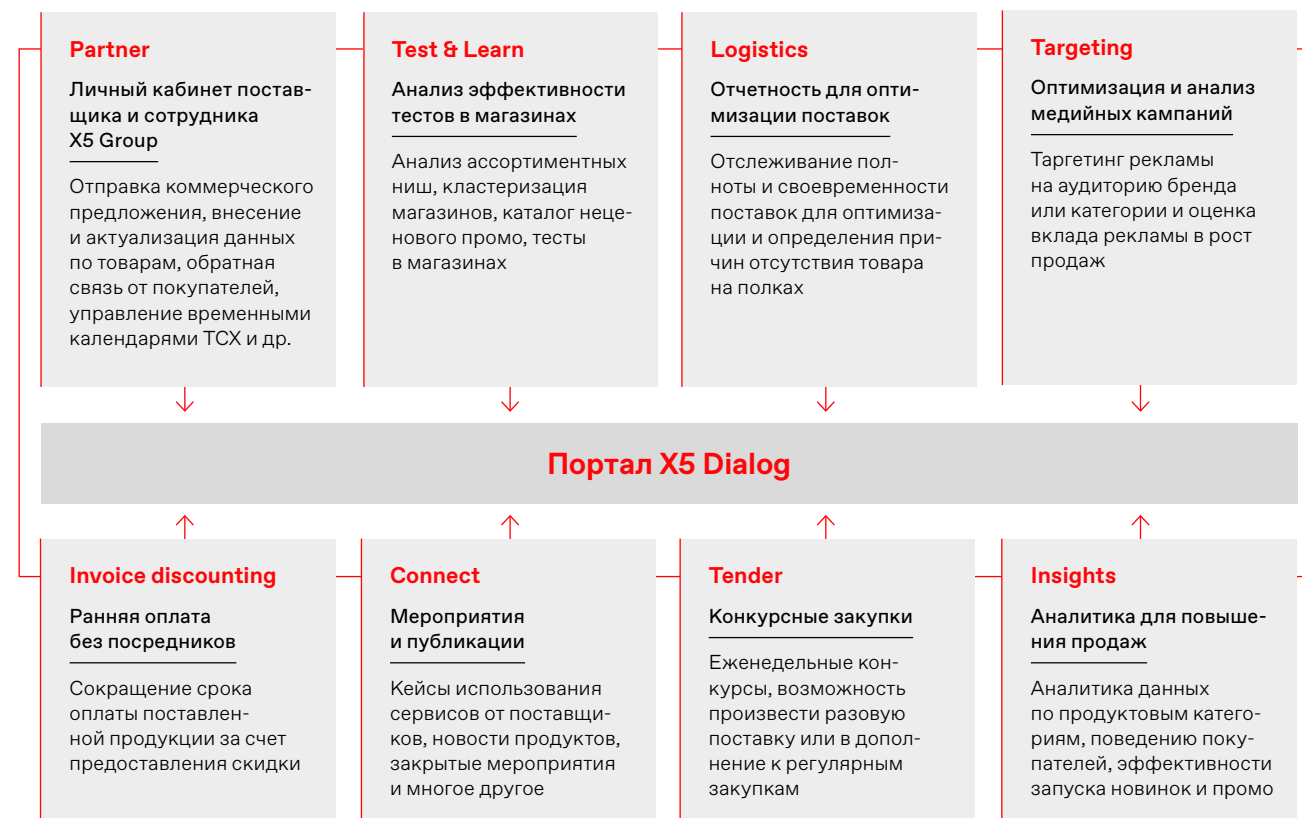 Partner
Личный кабинет постав-
щика и сотрудника
X5 Group
Отправка коммерческого
предложения, внесение
и актуализация данных
по товарам, обратная
связь от покупателей,
управление временными
календарями ТСХ и др.
Test & Learn
Анализ эффективности
тестов в магазинах
Анализ ассортиментных
ниш, кластеризация
магазинов, каталог неце-
нового промо, тесты
в магазинах
Logistics
Отчетность для опти-
мизации поставок
Отслеживание пол-
ноты и своевременности
поставок для оптимиза-
ции и определения при-
чин отсутствия товара
на полках
Targeting
Оптимизация и анализ
медийных кампаний
Таргетинг рекламы
на аудиторию бренда
или категории и оценка
вклада рекламы в рост
продаж
Портал X5 Dialog
Invoice discounting
Ранняя оплата
без посредников
Сокращение срока
оплаты поставлен-
ной продукции за счет
предоставления скидки
Connect
Мероприятия
и публикации
Кейсы использования
сервисов от поставщи-
ков, новости продуктов,
закрытые мероприятия
и многое другое
Tender
Конкурсные закупки
Еженедельные кон-
курсы, возможность
произвести разовую
поставку или в допол-
нение к регулярным
закупкам
Insights
Аналитика для повыше-
ния продаж
Аналитика данных
по продуктовым катего-
риям, поведению поку-
пателей, эффективности
запуска новинок и промо